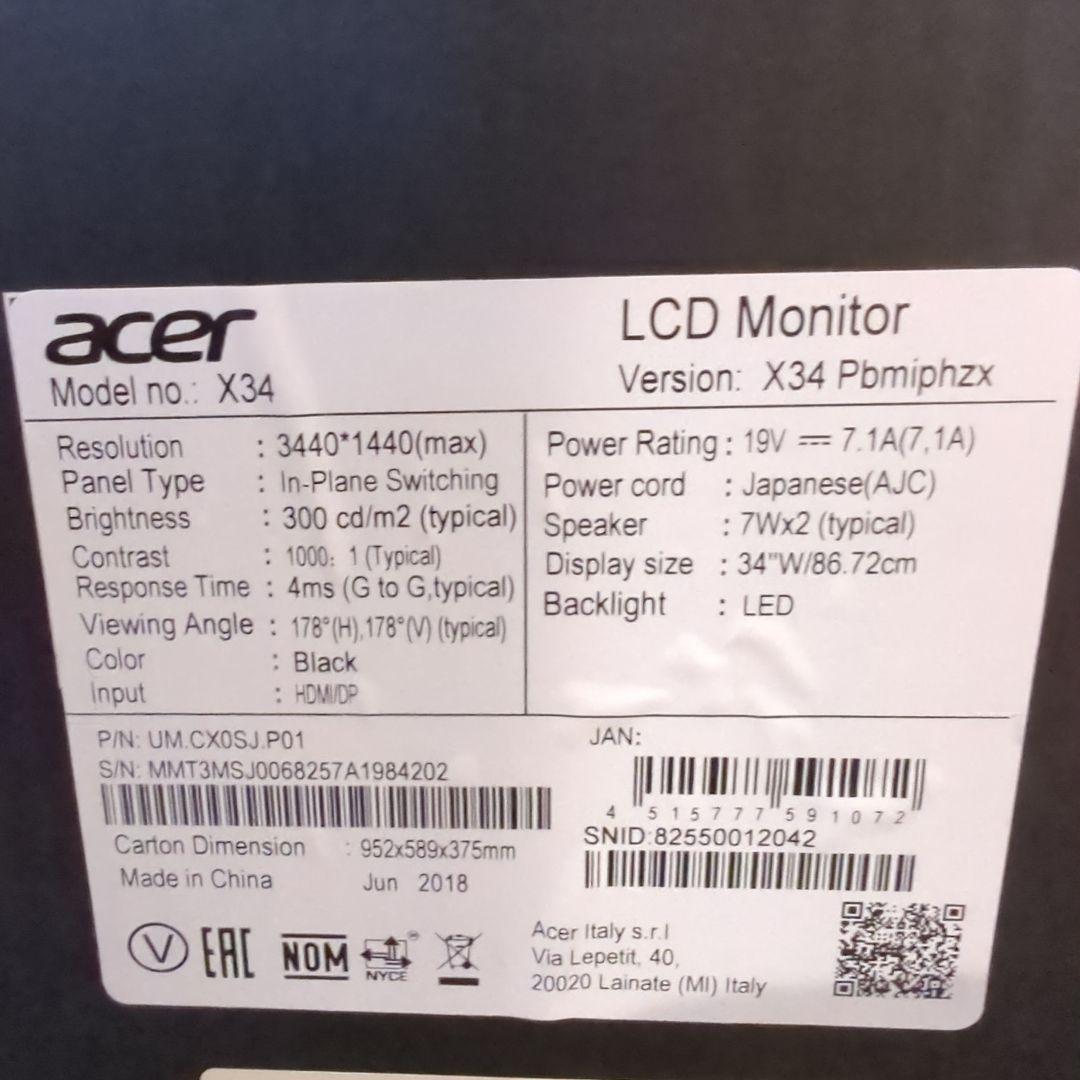 acer
LCD Monitor
Model no.: X34
Version: X34 Pbmiphzx
Resolution : 3440*1440(max)
Panel Type : In-Plane Switching
Brightness : 300 cd/m2 (typical)
Contrast : 1000: 1 (Typical)
Response Time : 4ms (G to G,typical)
Viewing Angle : 178°(H),178°(V) (typical)
Color : Black
Input : HDMI/DP
Power Rating : 19V ⎓ 7.1A(7,1A)
Power cord : Japanese(AJC)
Speaker : 7Wx2 (typical)
Display size : 34"W/86.72cm
Backlight : LED
P/N: UM.CX0SJ.P01
S/N: MMT3MSJ0068257A1984202
Carton Dimension : 952x589x375mm
Made in China Jun 2018
JAN:
4 515777 591072
SNID:82550012042
V EAC NOM NYCE
Acer Italy s.r.l
Via Lepetit, 40,
20020 Lainate (MI) Italy